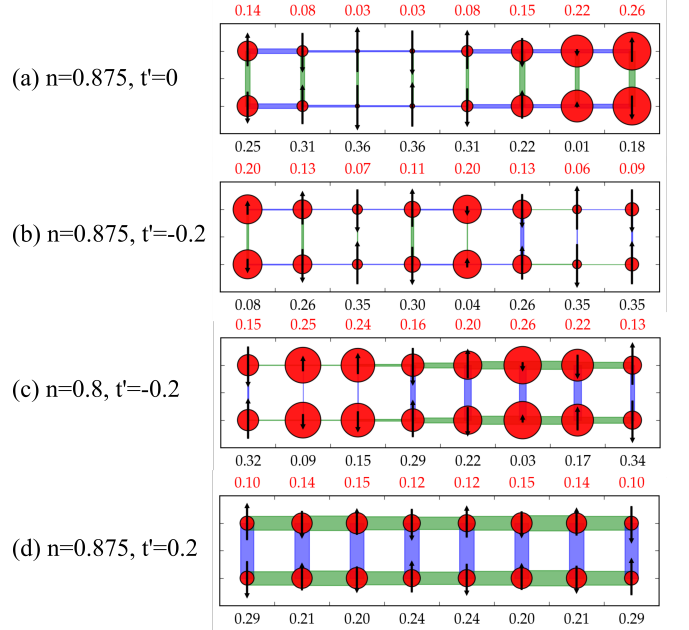 0.14 0.08 0.03 0.03 0.08 0.15 0.22 0.26
(a) n=0.875, t'=0
0.25 0.31 0.36 0.36 0.31 0.22 0.01 0.18
0.20 0.13 0.07 0.11 0.20 0.13 0.06 0.09
(b) n=0.875, t'=-0.2
0.08 0.26 0.35 0.30 0.04 0.26 0.35 0.35
0.15 0.25 0.24 0.16 0.20 0.26 0.22 0.13
(c) n=0.8, t'=-0.2
0.32 0.09 0.15 0.29 0.22 0.03 0.17 0.34
0.10 0.14 0.15 0.12 0.12 0.15 0.14 0.10
(d) n=0.875, t'=0.2
0.29 0.21 0.20 0.24 0.24 0.20 0.21 0.29